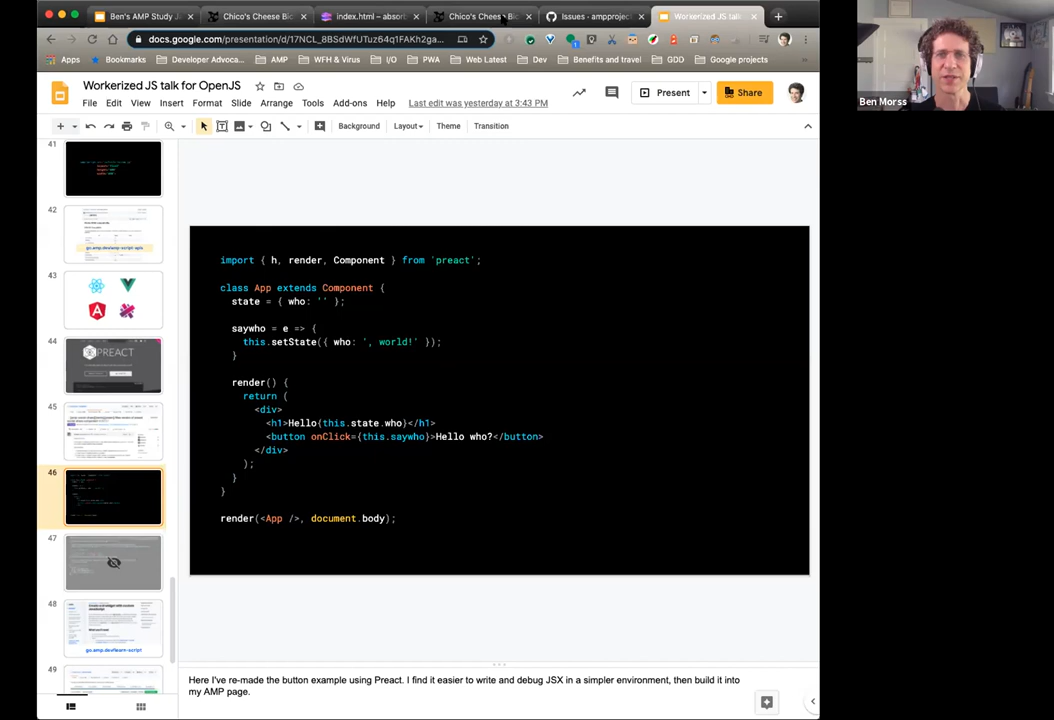 Ben's AMP Study Ja
Chico's Cheese Bic
index.html – absorb
Chico's Cheese Bic
Issues · ampproject
Workerized JS talk
docs.google.com/presentation/d/17NCL_8BSdWfUTuz64q1FAKh2ga...
Apps
Bookmarks
Developer Advoca...
AMP
WFH & Virus
I/O
PWA
Web Latest
Dev
Benefits and travel
GDD
Google projects
Ben Morss
Workerized JS talk for OpenJS
File Edit View Insert Format Slide Arrange Tools Add-ons Help
Last edit was yesterday at 3:43 PM
Present
Share
Background
Layout
Theme
Transition
41
42
43
44
PREACT
45
46
47
48
49
import { h, render, Component } from 'preact';
class App extends Component {
state = { who: '' };
saywho = e => {
this.setState({ who: ', world!' });
}
render() {
return (
<div>
<h1>Hello{this.state.who}</h1>
<button onClick={this.saywho}>Hello who?</button>
</div>
);
}
}
render(<App />, document.body);
Here I've re-made the button example using Preact. I find it easier to write and debug JSX in a simpler environment, then build it into
my AMP page.